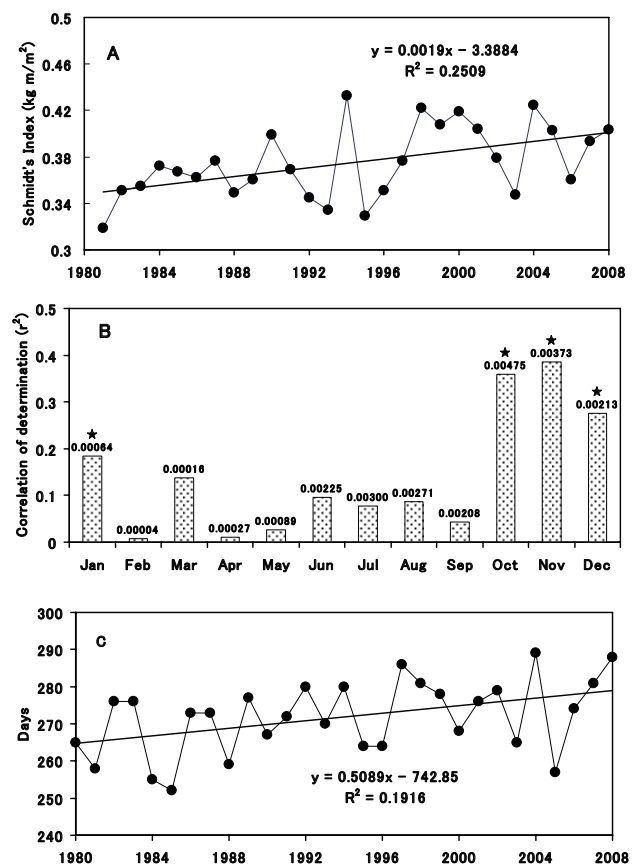 0.5
A
y = 0.0019x − 3.3884
R² = 0.2509
0.46
0.42
0.38
0.34
0.3
Schmidt's Index (kg m/m²)
1980 1984 1988 1992 1996 2000 2004 2008
0.5
B
0.4
0.3
0.2
0.1
0
Correlation of determination (r²)
★ 0.00064
0.00004
0.00016
0.00027
0.00089
0.00225
0.00300
0.00271
0.00208
★ 0.00475
★ 0.00373
★ 0.00213
Jan Feb Mar Apr May Jun Jul Aug Sep Oct Nov Dec
300
C
290
280
270
260
250
240
Days
y = 0.5089x − 742.85
R² = 0.1916
1980 1984 1988 1992 1996 2000 2004 2008